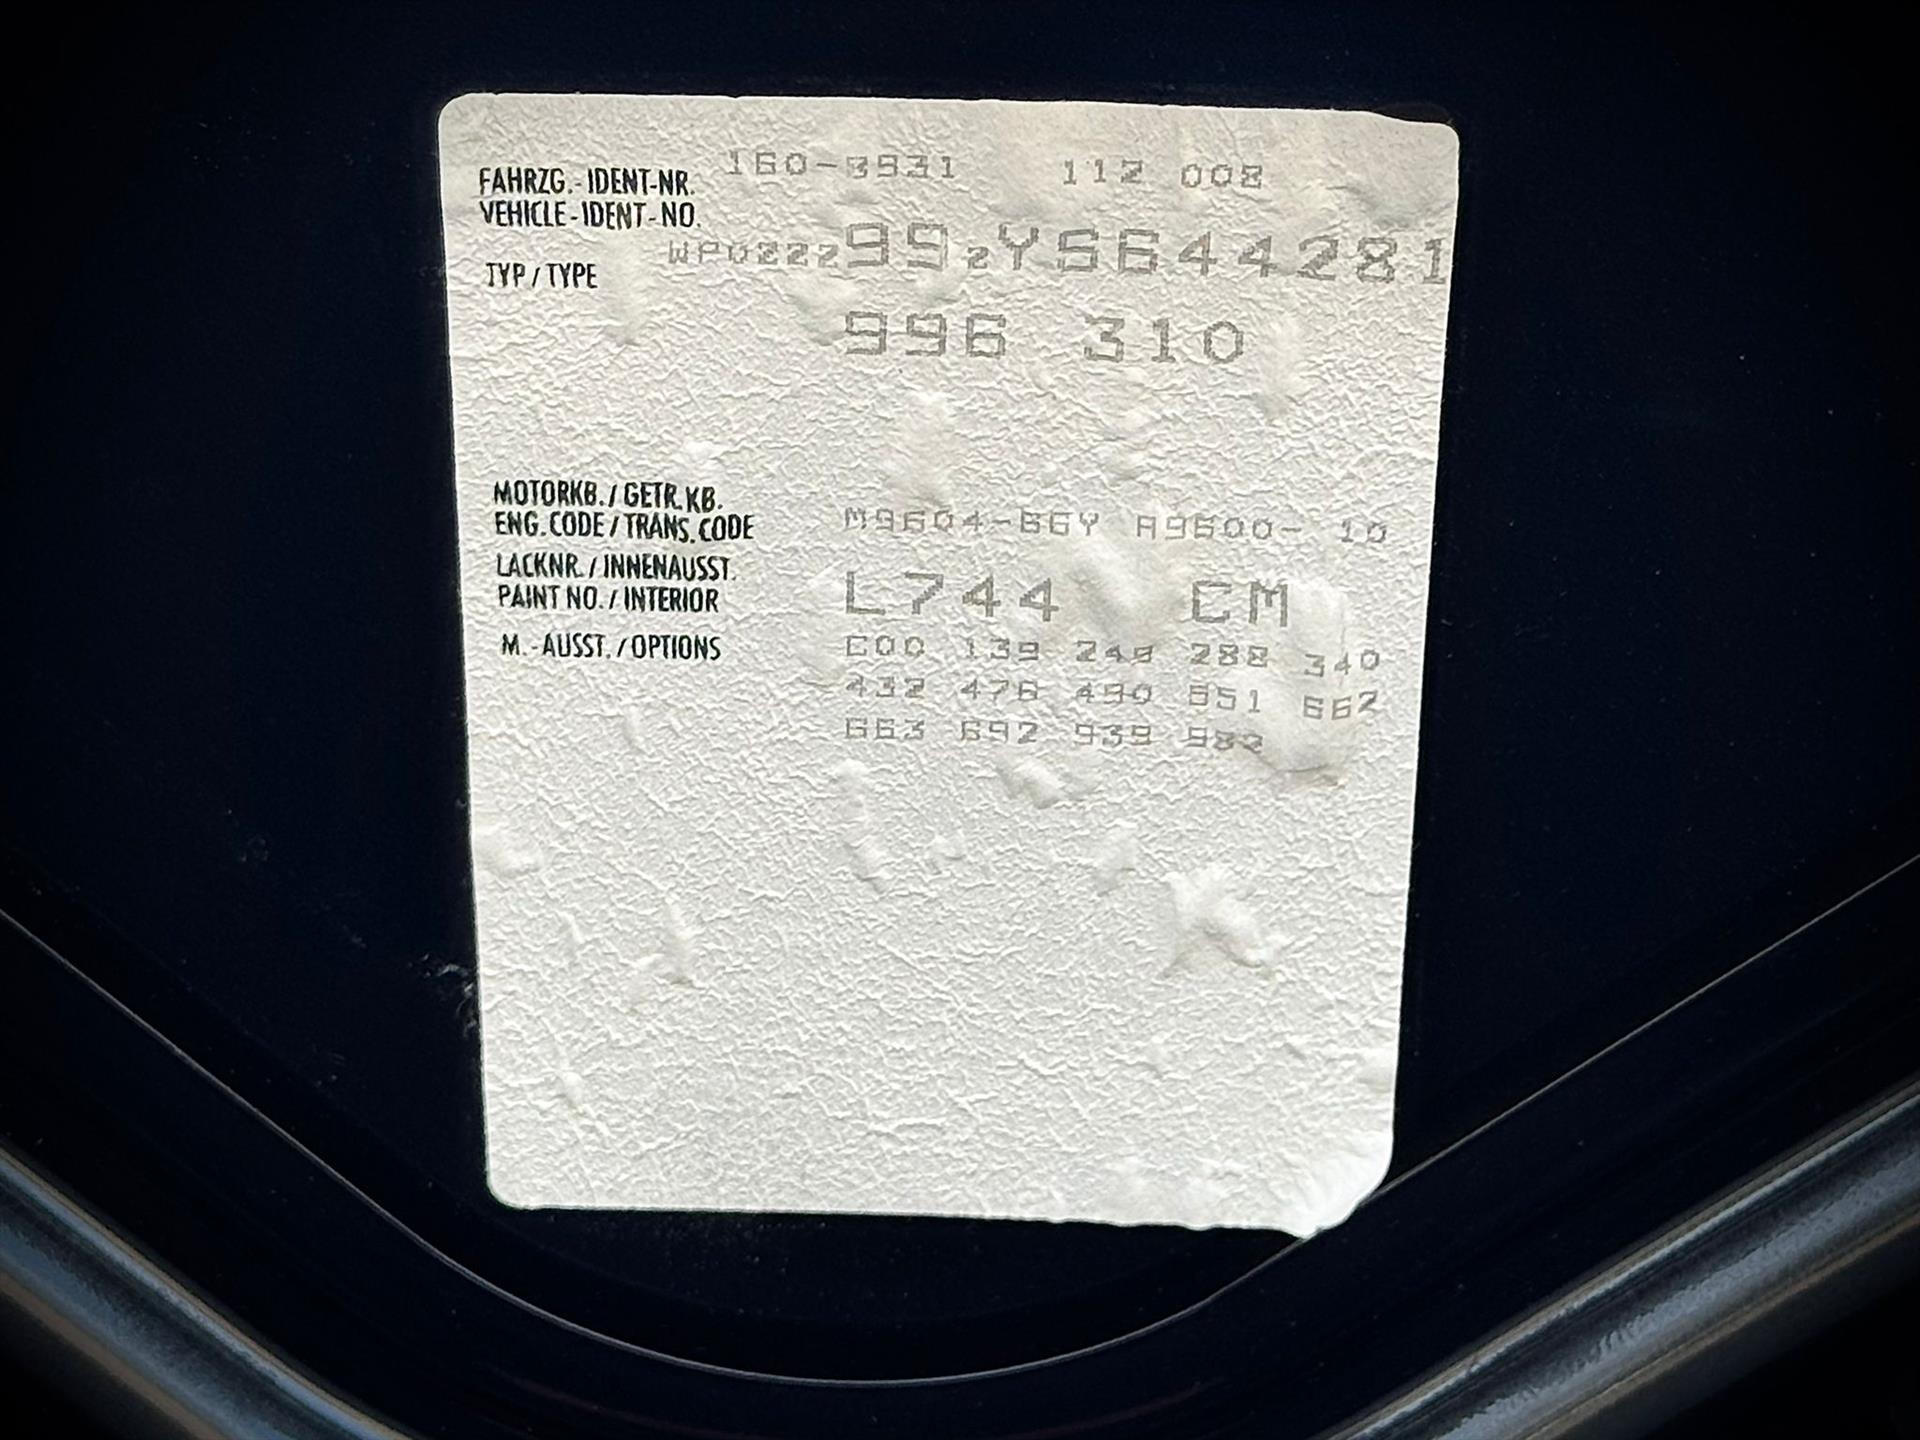 FAHRZG.-IDENT-NR. 160-3931 112 008
VEHICLE-IDENT-NO.
WP0ZZZ99ZYS644281
TYP / TYPE
996 310
MOTORKB. / GETR.KB.
ENG. CODE / TRANS. CODE M9604-66Y A9600- 10
LACKNR. / INNENAUSST.
PAINT NO. / INTERIOR L744 CM
M.-AUSST. / OPTIONS C00 139 249 288 340
432 476 490 551 662
663 692 939 982